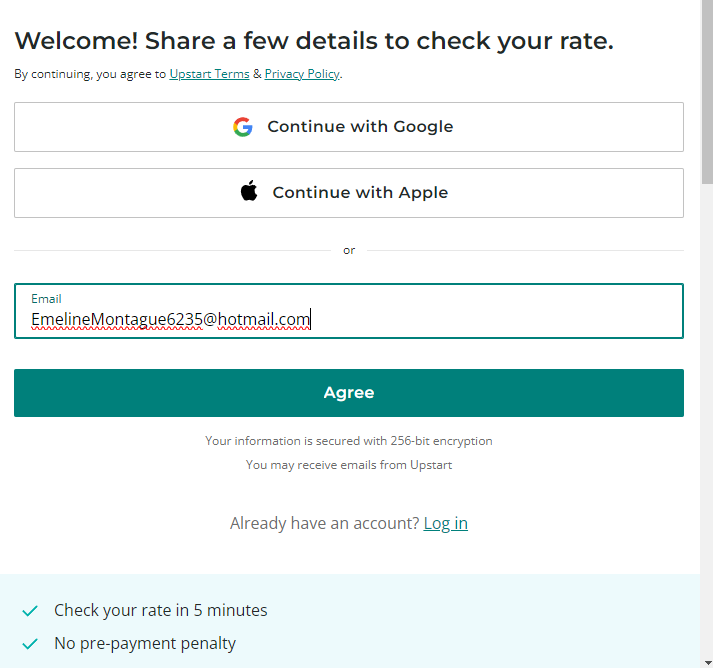 Welcome! Share a few details to check your rate.
By continuing, you agree to Upstart Terms & Privacy Policy.
Continue with Google
Continue with Apple
or
Email
EmelineMontague6235@hotmail.com
Agree
Your information is secured with 256-bit encryption
You may receive emails from Upstart
Already have an account? Log in
Check your rate in 5 minutes
No pre-payment penalty